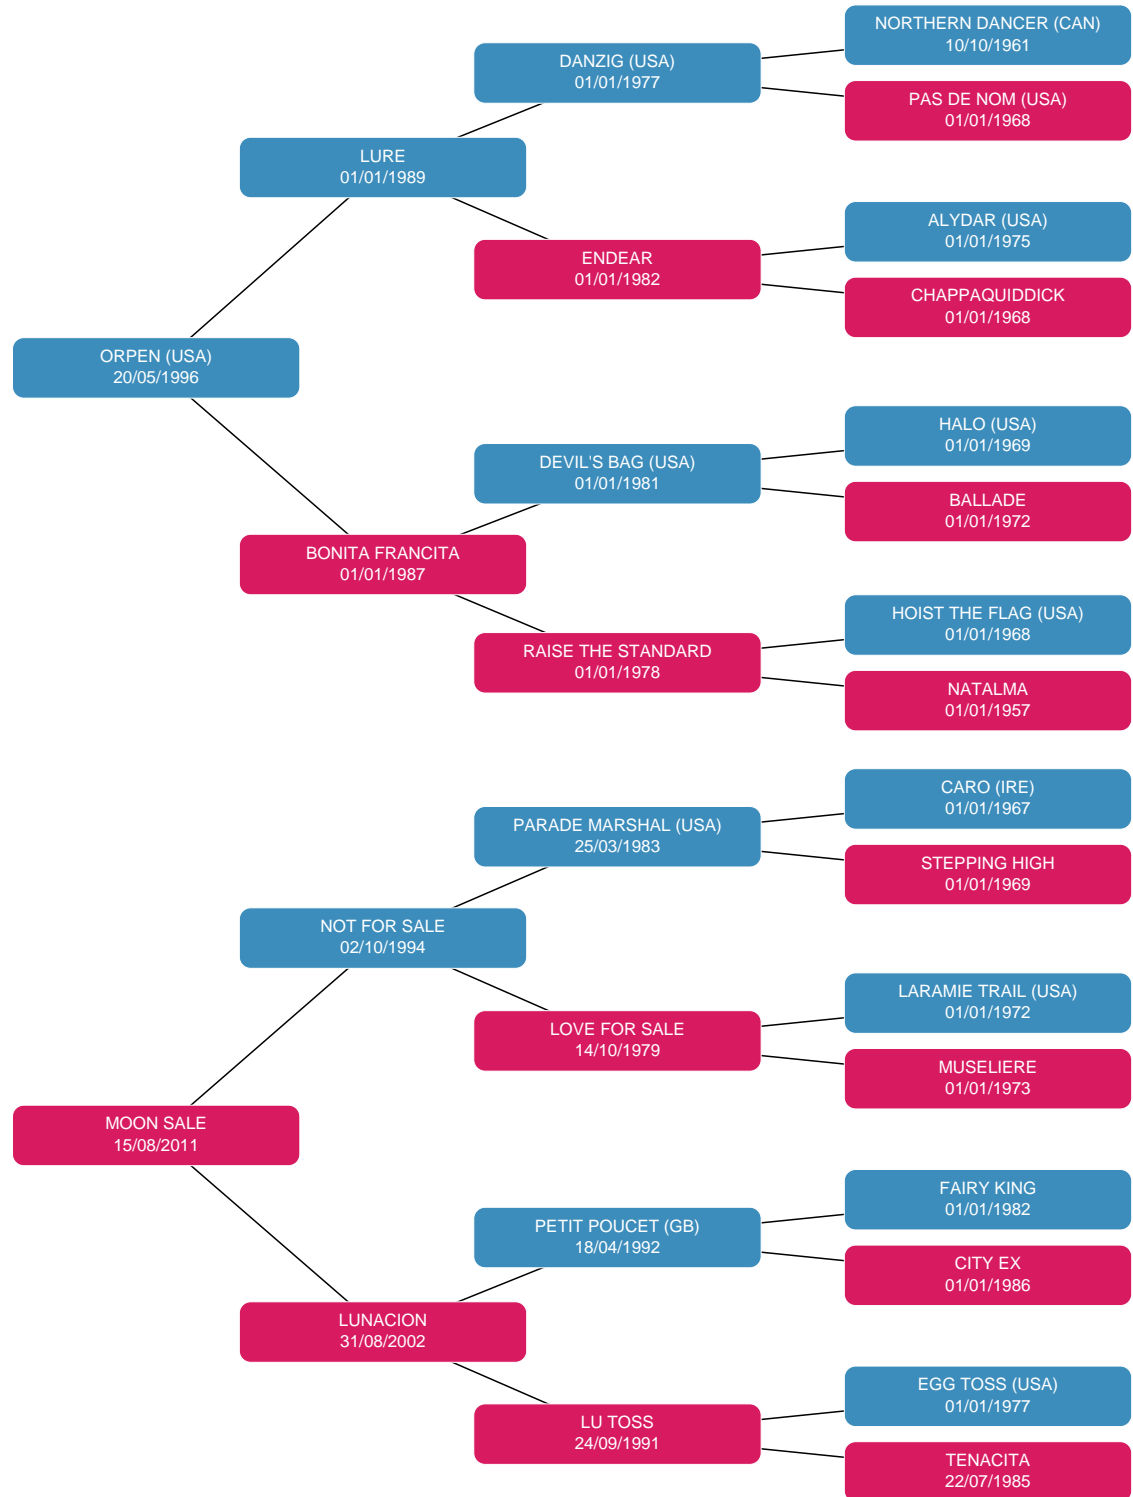 NORTHERN DANCER (CAN)
10/10/1961
DANZIG (USA)
01/01/1977
PAS DE NOM (USA)
01/01/1968
LURE
01/01/1989
ALYDAR (USA)
01/01/1975
ENDEAR
01/01/1982
CHAPPAQUIDDICK
01/01/1968
ORPEN (USA)
20/05/1996
HALO (USA)
01/01/1969
DEVIL'S BAG (USA)
01/01/1981
BALLADE
01/01/1972
BONITA FRANCITA
01/01/1987
HOIST THE FLAG (USA)
01/01/1968
RAISE THE STANDARD
01/01/1978
NATALMA
01/01/1957
CARO (IRE)
01/01/1967
PARADE MARSHAL (USA)
25/03/1983
STEPPING HIGH
01/01/1969
NOT FOR SALE
02/10/1994
LARAMIE TRAIL (USA)
01/01/1972
LOVE FOR SALE
14/10/1979
MUSELIERE
01/01/1973
MOON SALE
15/08/2011
FAIRY KING
01/01/1982
PETIT POUCET (GB)
18/04/1992
CITY EX
01/01/1986
LUNACION
31/08/2002
EGG TOSS (USA)
01/01/1977
LU TOSS
24/09/1991
TENACITA
22/07/1985